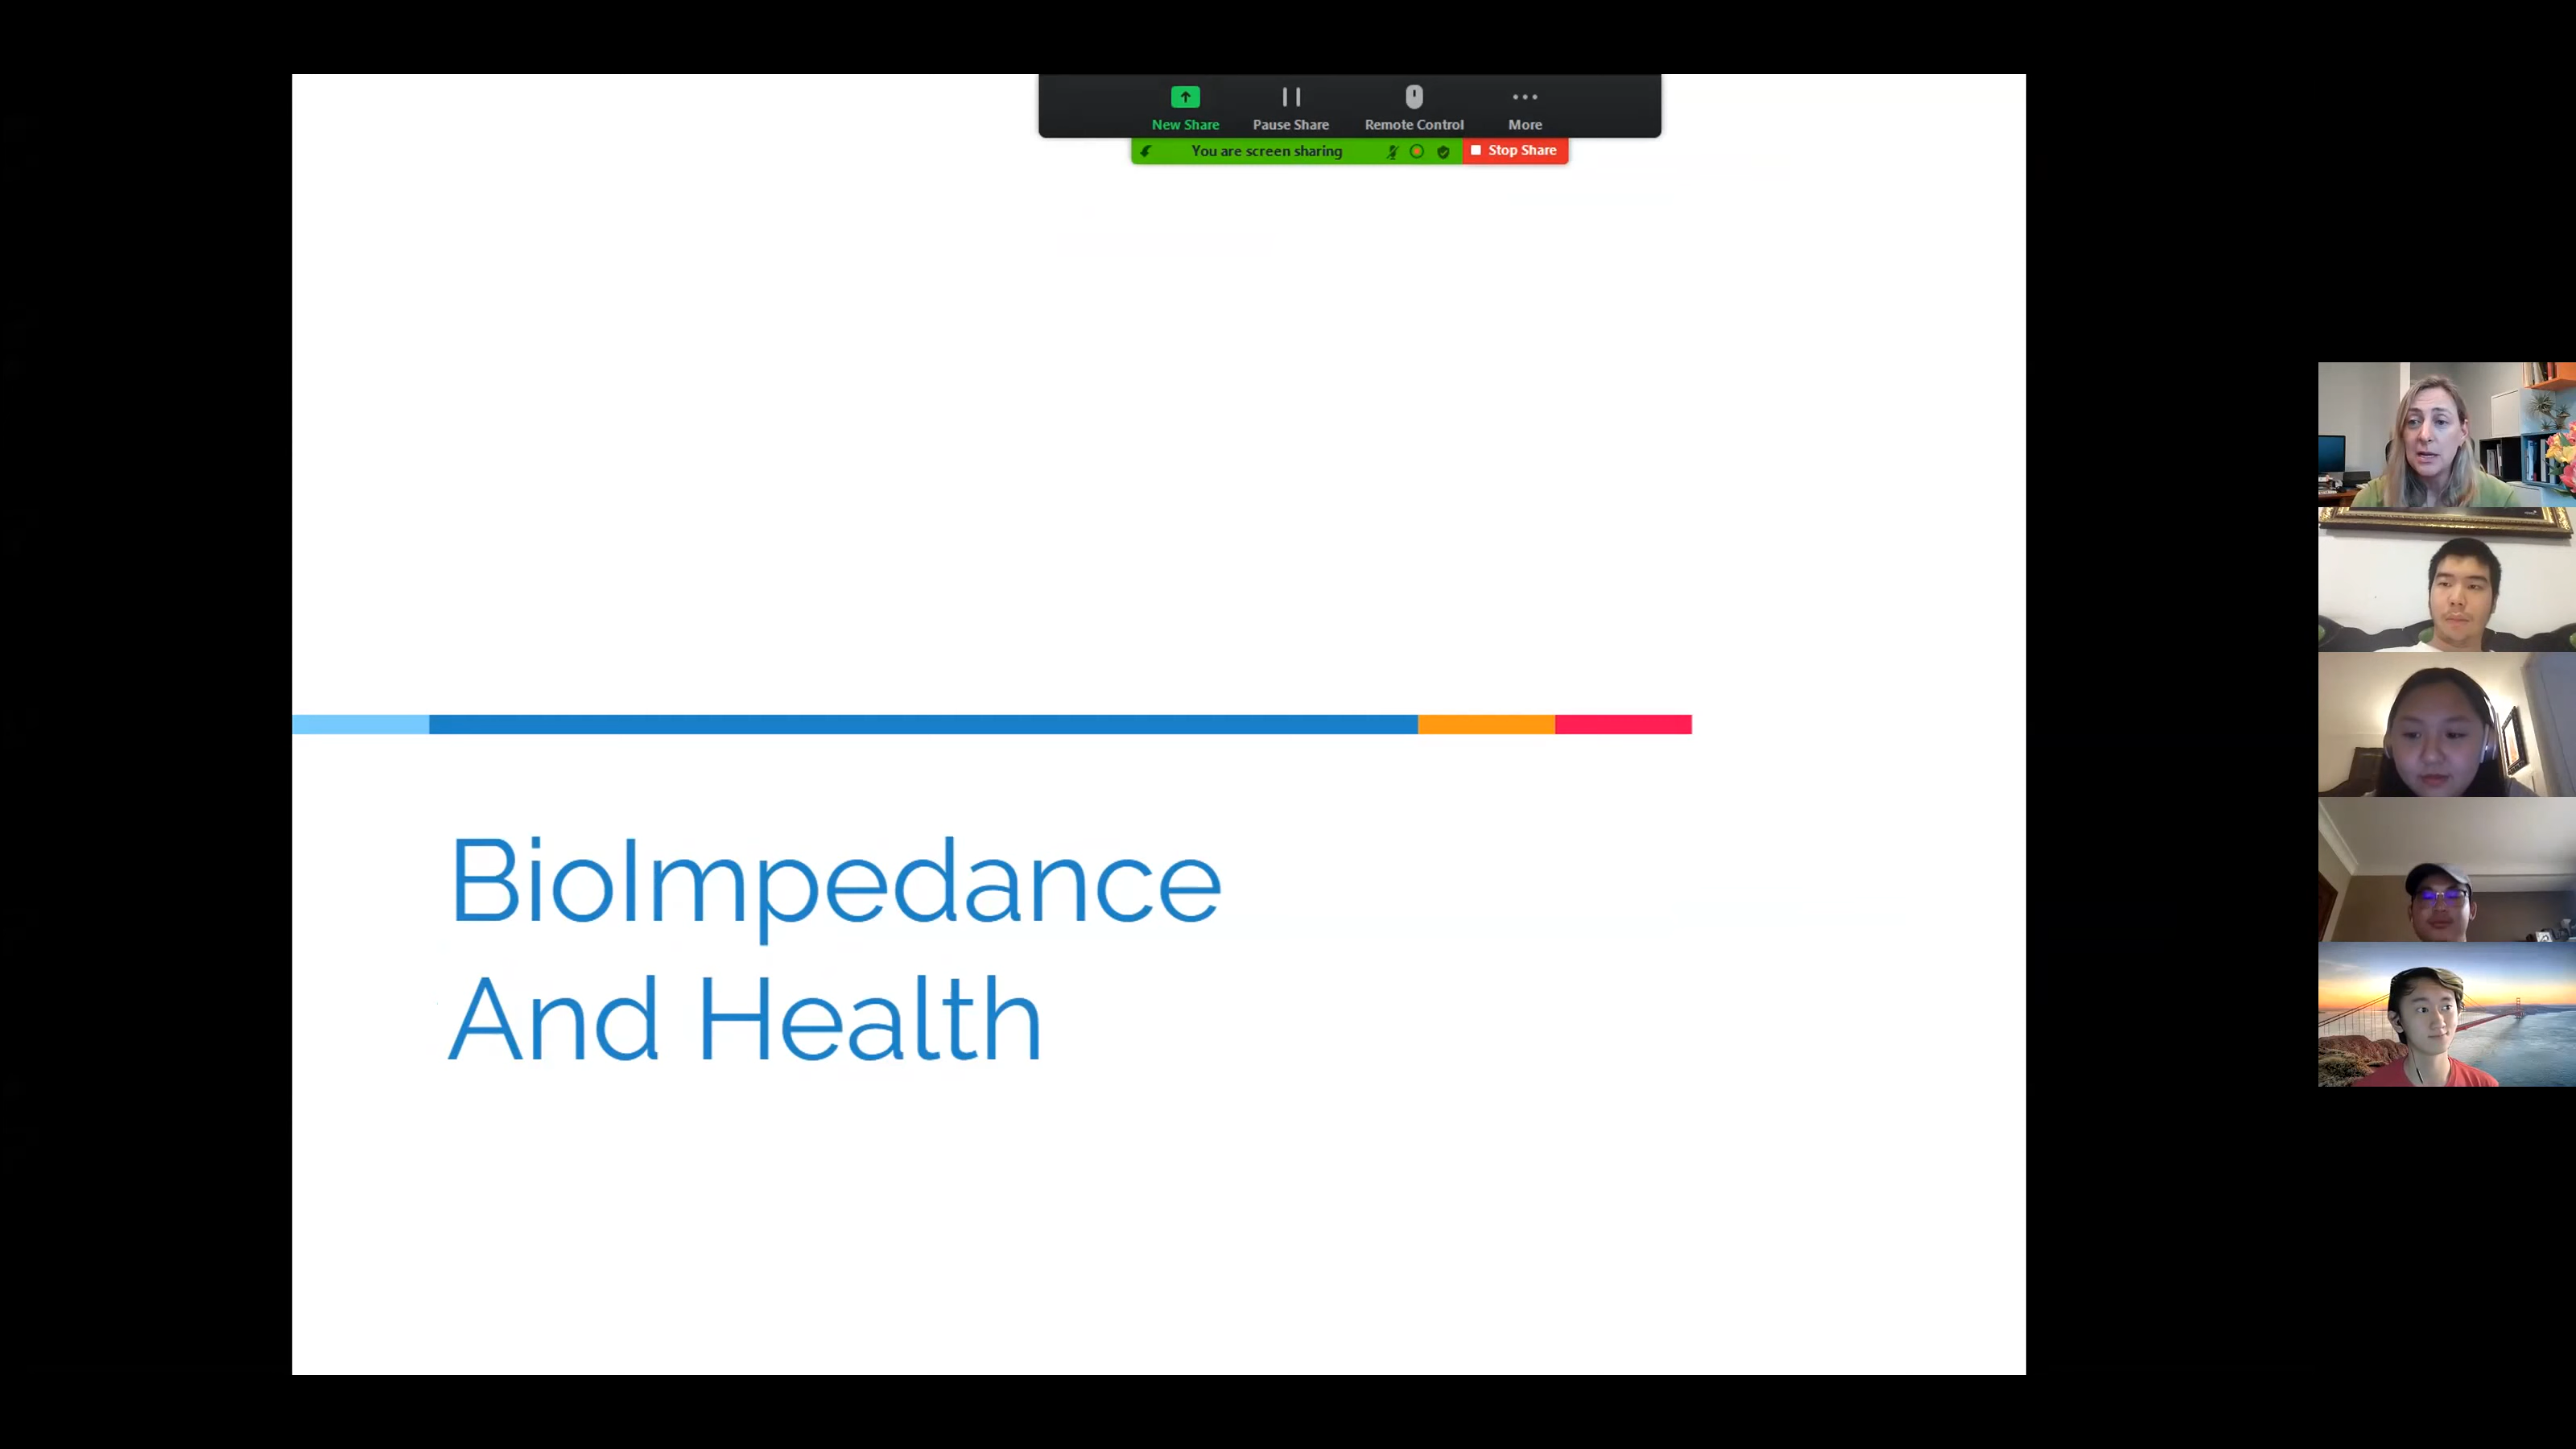 New Share
Pause Share
Remote Control
More
You are screen sharing
Stop Share
BioImpedance
And Health